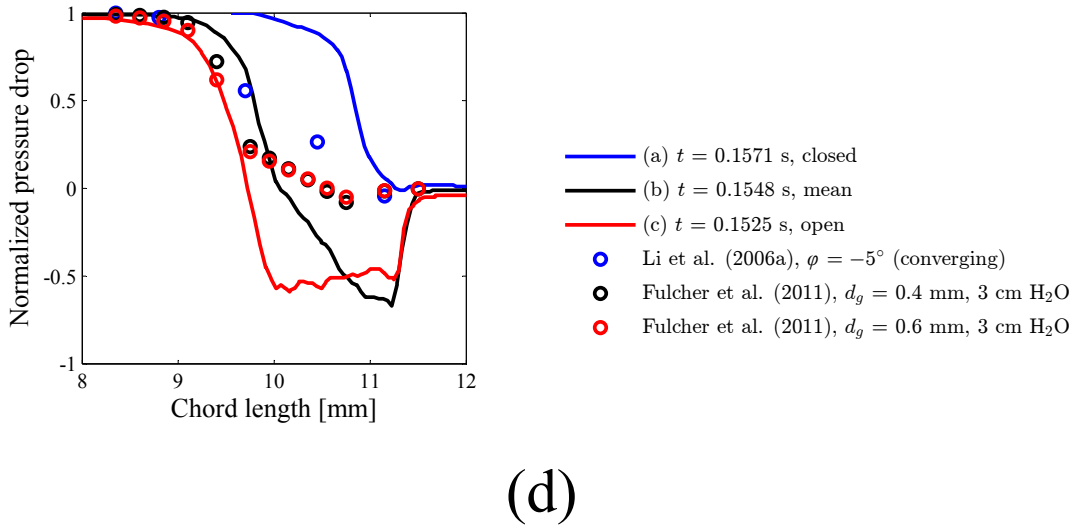 Normalized pressure drop
1
0.5
0
-0.5
-1
8
9
10
11
12
Chord length [mm]
(a) t = 0.1571 s, closed
(b) t = 0.1548 s, mean
(c) t = 0.1525 s, open
Li et al. (2006a), φ = −5° (converging)
Fulcher et al. (2011), d_g = 0.4 mm, 3 cm H₂O
Fulcher et al. (2011), d_g = 0.6 mm, 3 cm H₂O
(d)